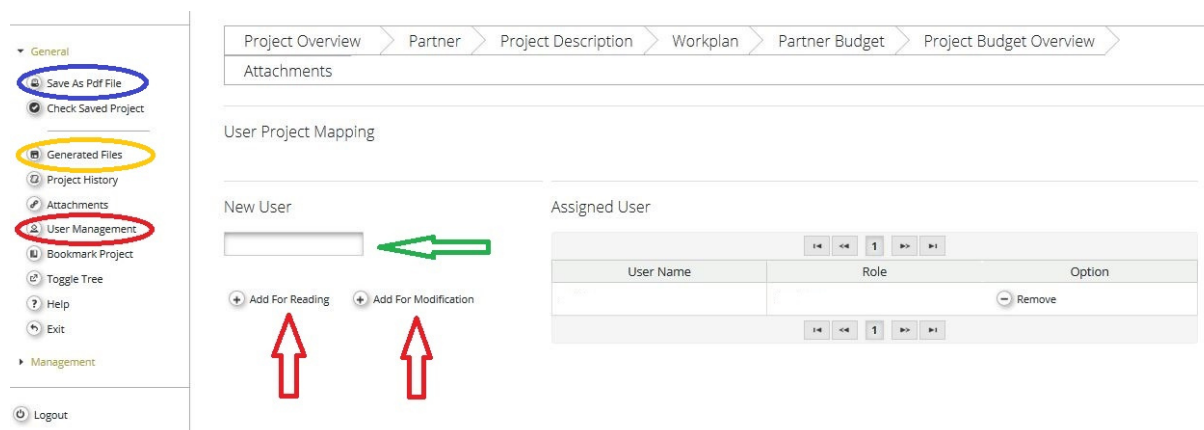 General
Save As Pdf File
Check Saved Project
Generated Files
Project History
Attachments
User Management
Bookmark Project
Toggle Tree
Help
Exit
Management
Logout
Project Overview Partner Project Description Workplan Partner Budget Project Budget Overview
Attachments
User Project Mapping
New User
Add For Reading Add For Modification
Assigned User
1
User Name Role Option
Remove
1